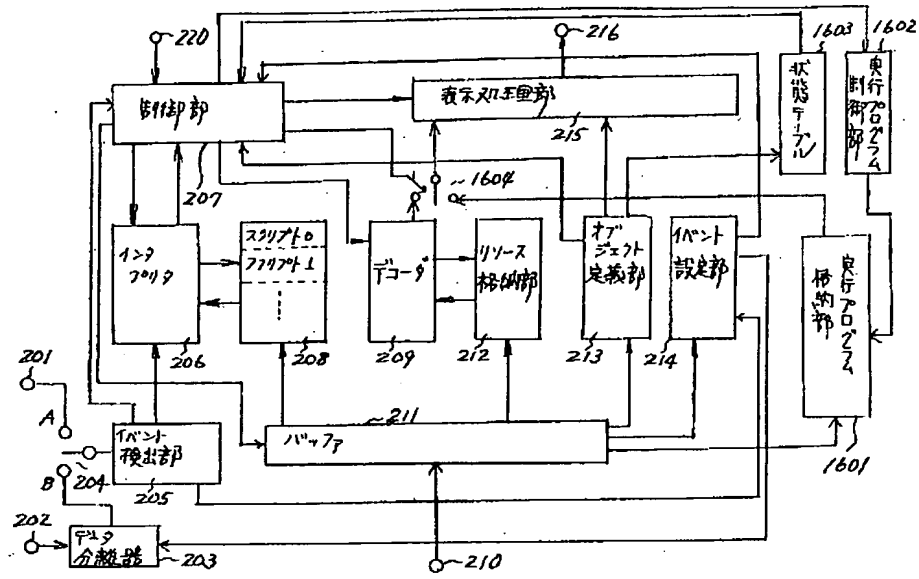 220
216
1603
1602
制御部
207
表示処理部
215
状態テーブル
実行プログラム
制御部
1604
インタ
プリタ
206
スクリプト0
スクリプト1
208
デコーダ
209
リソース
格納部
212
オブ
ジェクト
定義部
213
イベント
設定部
214
実行プログラム
格納部
1601
201
A
204
B
イベント
検出部
205
211
バッファ
202
データ
分離器
203
210